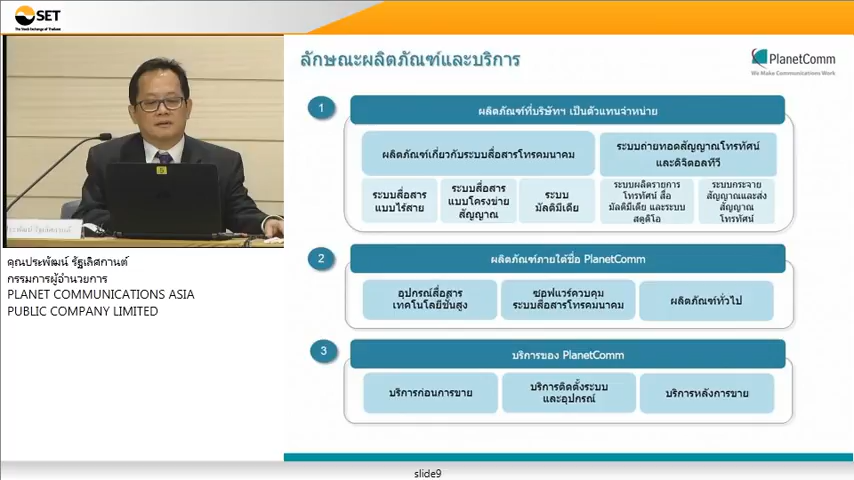 SET
The Stock Exchange of Thailand
ลักษณะผลิตภัณฑ์และบริการ
PlanetComm
We Make Communications Work
1
ผลิตภัณฑ์ที่บริษัทฯ เป็นตัวแทนจำหน่าย
ผลิตภัณฑ์เกี่ยวกับระบบสื่อสารโทรคมนาคม
ระบบถ่ายทอดสัญญาณโทรทัศน์
และดิจิตอลทีวี
ระบบสื่อสาร
แบบไร้สาย
ระบบสื่อสาร
แบบโครงข่าย
สัญญาณ
ระบบ
มัลติมีเดีย
ระบบผลิตรายการ
โทรทัศน์ สื่อ
มัลติมีเดีย และระบบ
สตูดิโอ
ระบบกระจาย
สัญญาณและส่ง
สัญญาณ
โทรทัศน์
2
ผลิตภัณฑ์ภายใต้ชื่อ PlanetComm
อุปกรณ์สื่อสาร
เทคโนโลยีขั้นสูง
ซอฟแวร์ควบคุม
ระบบสื่อสารโทรคมนาคม
ผลิตภัณฑ์ทั่วไป
3
บริการของ PlanetComm
บริการก่อนการขาย
บริการติดตั้งระบบ
และอุปกรณ์
บริการหลังการขาย
คุณประพัฒน์ รัฐเลิศกานต์
กรรมการผู้อำนวยการ
PLANET COMMUNICATIONS ASIA
PUBLIC COMPANY LIMITED
slide9